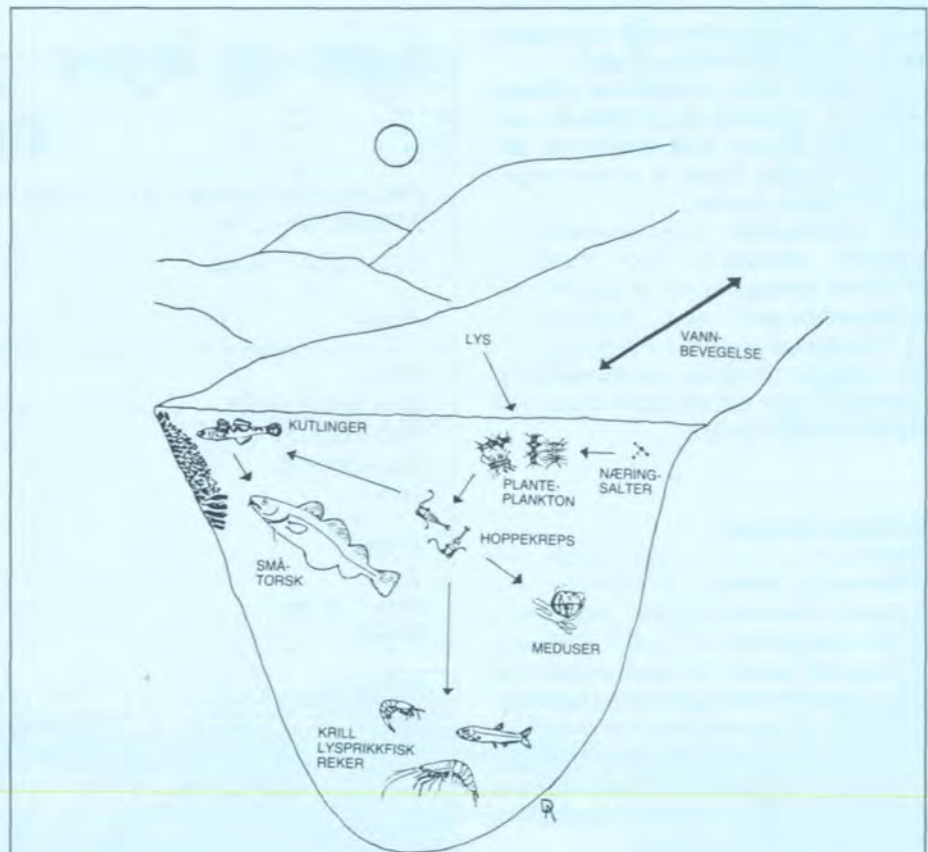 LYS
VANN-
BEVEGELSE
KUTLINGER
PLANTE-
PLANKTON
NÆRING-
SALTER
HOPPEKREPS
SMÅ-
TORSK
MEDUSER
KRILL
LYSPRIKKFISK
REKER